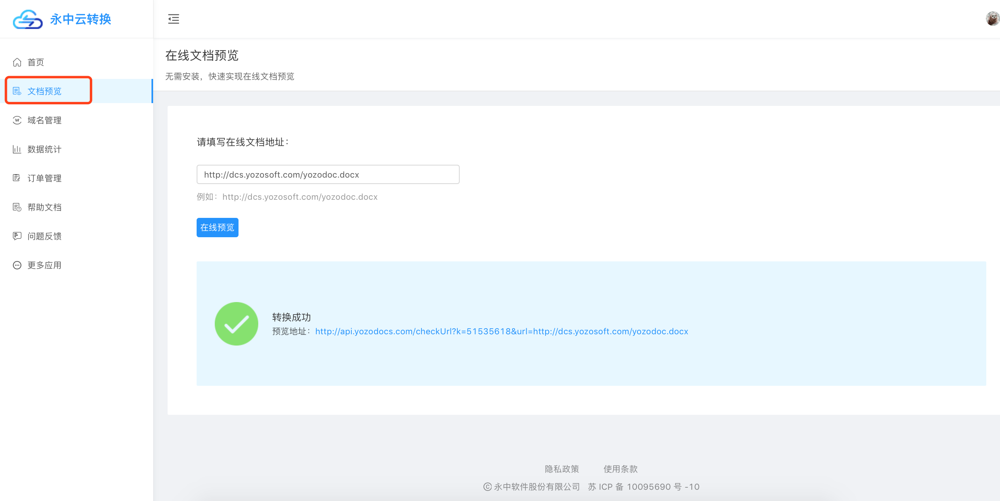 永中云转换
首页
文档预览
域名管理
数据统计
订单管理
帮助文档
问题反馈
更多应用
在线文档预览
无需安装，快速实现在线文档预览
请填写在线文档地址：
http://dcs.yozosoft.com/yozodoc.docx
例如：http://dcs.yozosoft.com/yozodoc.docx
在线预览
转换成功
预览地址：http://api.yozodocs.com/checkUrl?k=51535618&url=http://dcs.yozosoft.com/yozodoc.docx
隐私政策 使用条款
©永中软件股份有限公司 苏 ICP 备 10095690 号 -10